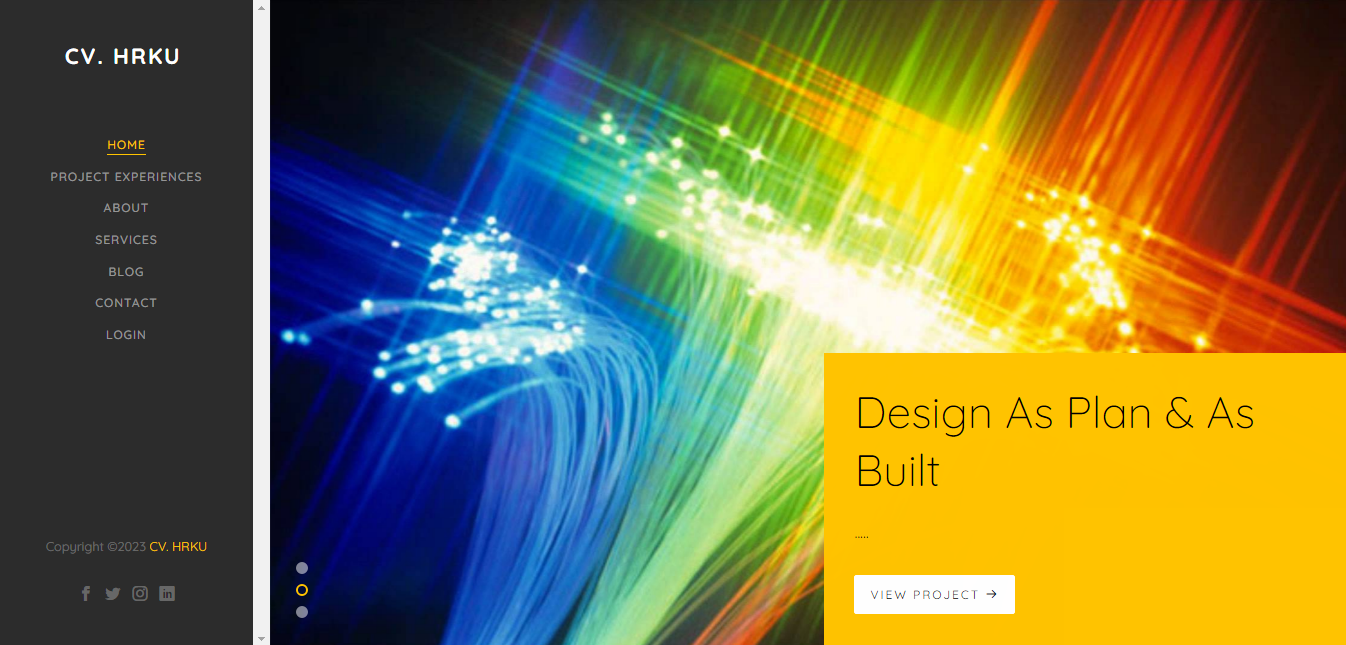 CV. HRKU
HOME
PROJECT EXPERIENCES
ABOUT
SERVICES
BLOG
CONTACT
LOGIN
Copyright ©2023 CV. HRKU
Design As Plan & As
Built
.....
VIEW PROJECT →